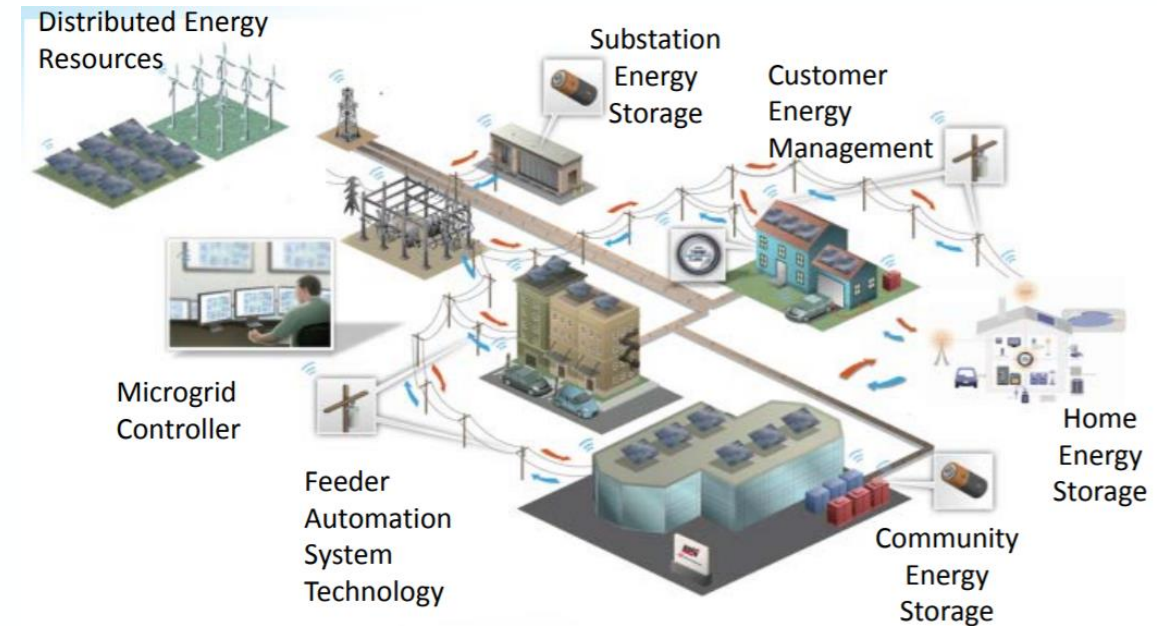 Distributed Energy
Resources
Substation
Energy
Storage
Customer
Energy
Management
Microgrid
Controller
Feeder
Automation
System
Technology
Home
Energy
Storage
Community
Energy
Storage